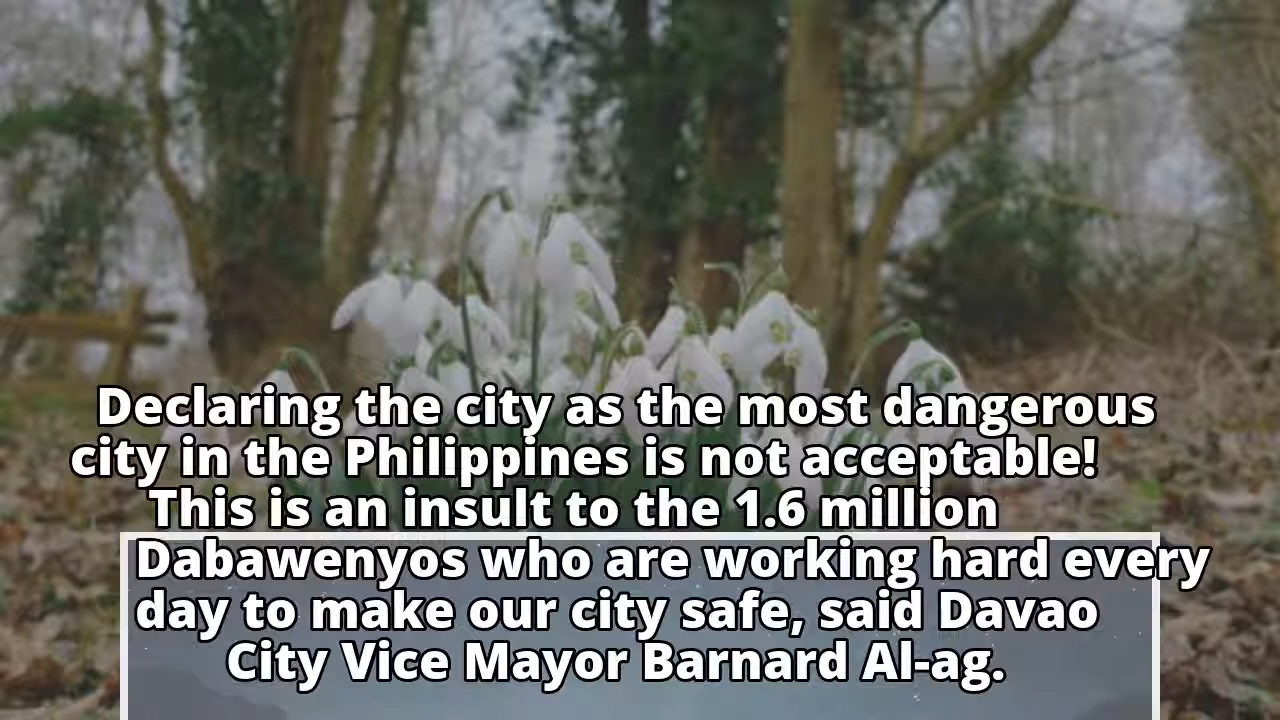 Declaring the city as the most dangerous
city in the Philippines is not acceptable!
This is an insult to the 1.6 million
Dabawenyos who are working hard every
day to make our city safe, said Davao
City Vice Mayor Barnard Al-ag.